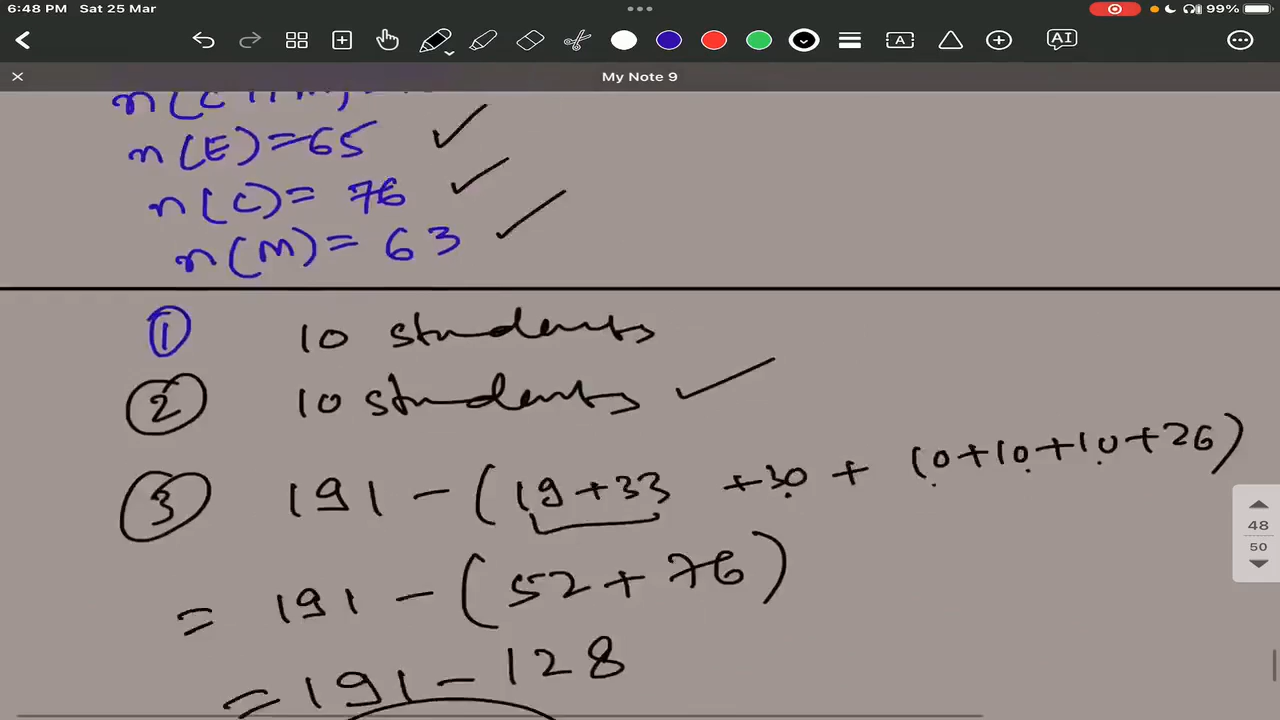 6:48 PM Sat 25 Mar
99%
A
AI
My Note 9
n(E)=65
n(C)= 76
n(M)= 63
① 10 students
② 10 students
③ 191 - (19+33 +30 + 10+10+10+26)
= 191 - (52+76)
= 191 - 128
48
50